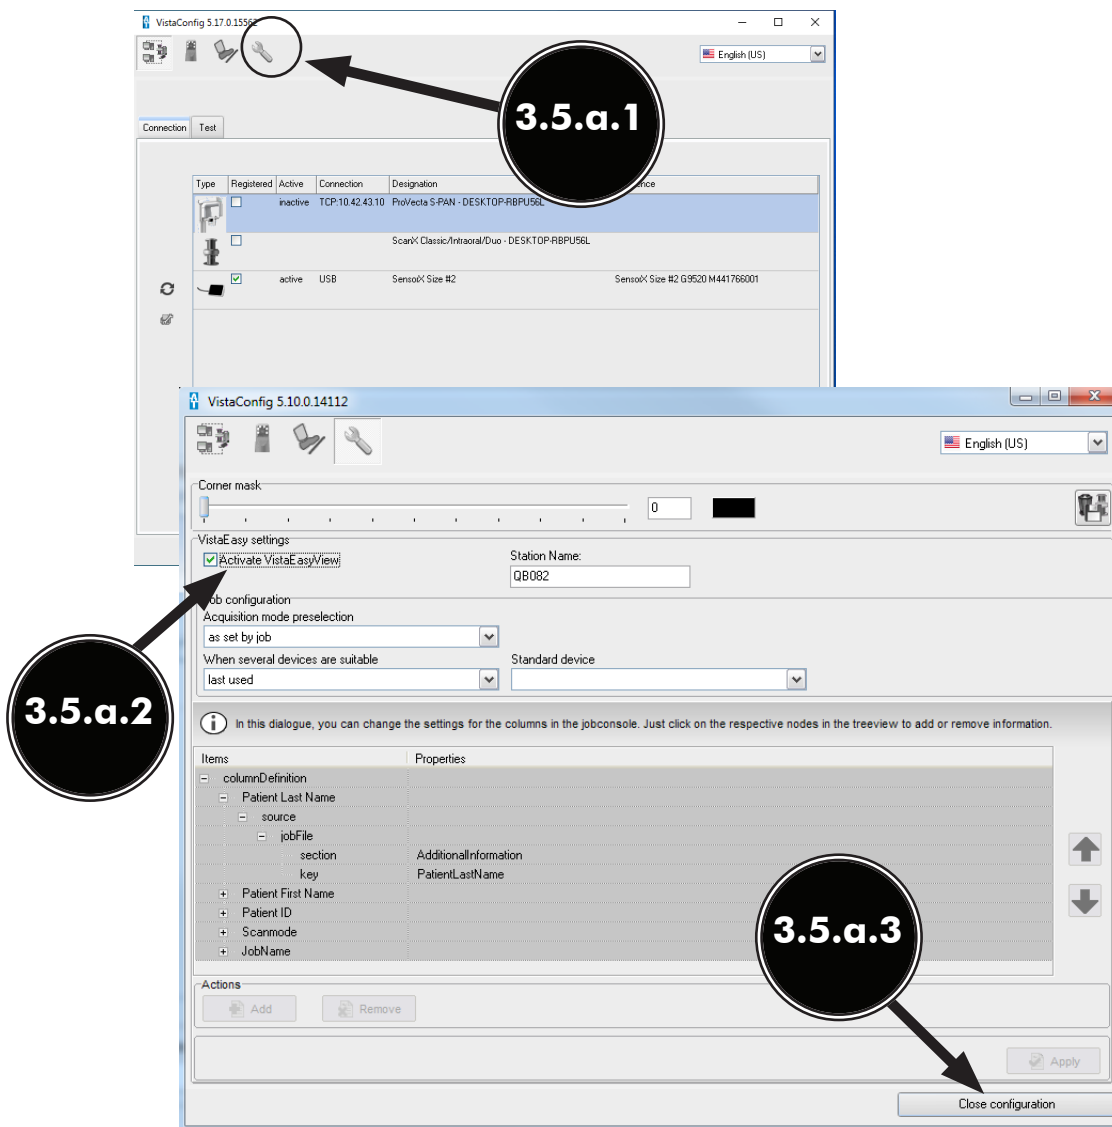 VistaConfig 5.17.0.15562
English (US)
3.5.a.1
Connection Test
Type Registered Active Connection Designation
inactive TCP:10.42.43.10 ProVecta S-PAN - DESKTOP-RBPU56L
ScanX Classic/Intraoral/Duo - DESKTOP-RBPU56L
active USB SensorX Size #2 SensorX Size #2 G9520 M441766001
VistaConfig 5.10.0.14112
English (US)
Corner mask
0
VistaEasy settings
Activate VistaEasyView
Station Name:
QB082
Job configuration
Acquisition mode preselection
as set by job
When several devices are suitable Standard device
last used
3.5.a.2
In this dialogue, you can change the settings for the columns in the jobconsole. Just click on the respective nodes in the treeview to add or remove information.
Items Properties
columnDefinition
Patient Last Name
source
jobFile
section AdditionalInformation
key PatientLastName
Patient First Name
Patient ID
Scanmode
JobName
3.5.a.3
Actions
Add Remove
Apply
Close configuration